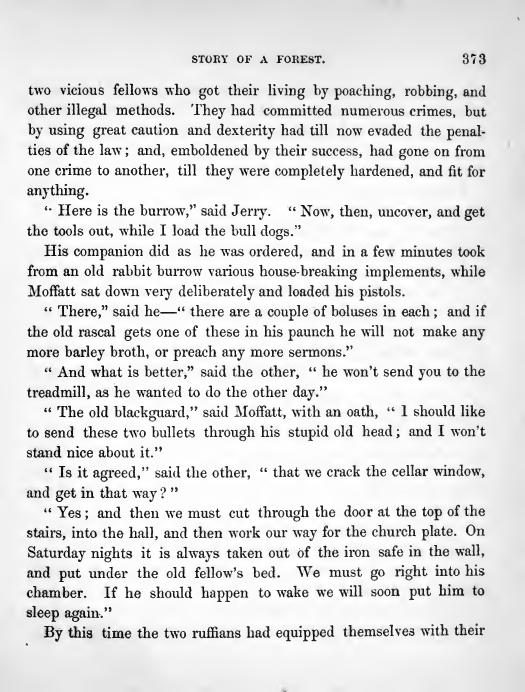 STORY OF A FOREST. 373
two vicious fellows who got their living by poaching, robbing, and
other illegal methods. They had committed numerous crimes, but
by using great caution and dexterity had till now evaded the penal-
ties of the law; and, emboldened by their success, had gone on from
one crime to another, till they were completely hardened, and fit for
anything.
“ Here is the burrow,” said Jerry. “ Now, then, uncover, and get
the tools out, while I load the bull dogs.”
His companion did as he was ordered, and in a few minutes took
from an old rabbit burrow various house-breaking implements, while
Moffatt sat down very deliberately and loaded his pistols.
“ There,” said he—“ there are a couple of boluses in each; and if
the old rascal gets one of these in his paunch he will not make any
more barley broth, or preach any more sermons.”
“ And what is better,” said the other, “ he won’t send you to the
treadmill, as he wanted to do the other day.”
“ The old blackguard,” said Moffatt, with an oath, “ I should like
to send these two bullets through his stupid old head; and I won’t
stand nice about it.”
“ Is it agreed,” said the other, “ that we crack the cellar window,
and get in that way? ”
“ Yes; and then we must cut through the door at the top of the
stairs, into the hall, and then work our way for the church plate. On
Saturday nights it is always taken out of the iron safe in the wall,
and put under the old fellow’s bed. We must go right into his
chamber. If he should happen to wake we will soon put him to
sleep again.”
By this time the two ruffians had equipped themselves with their